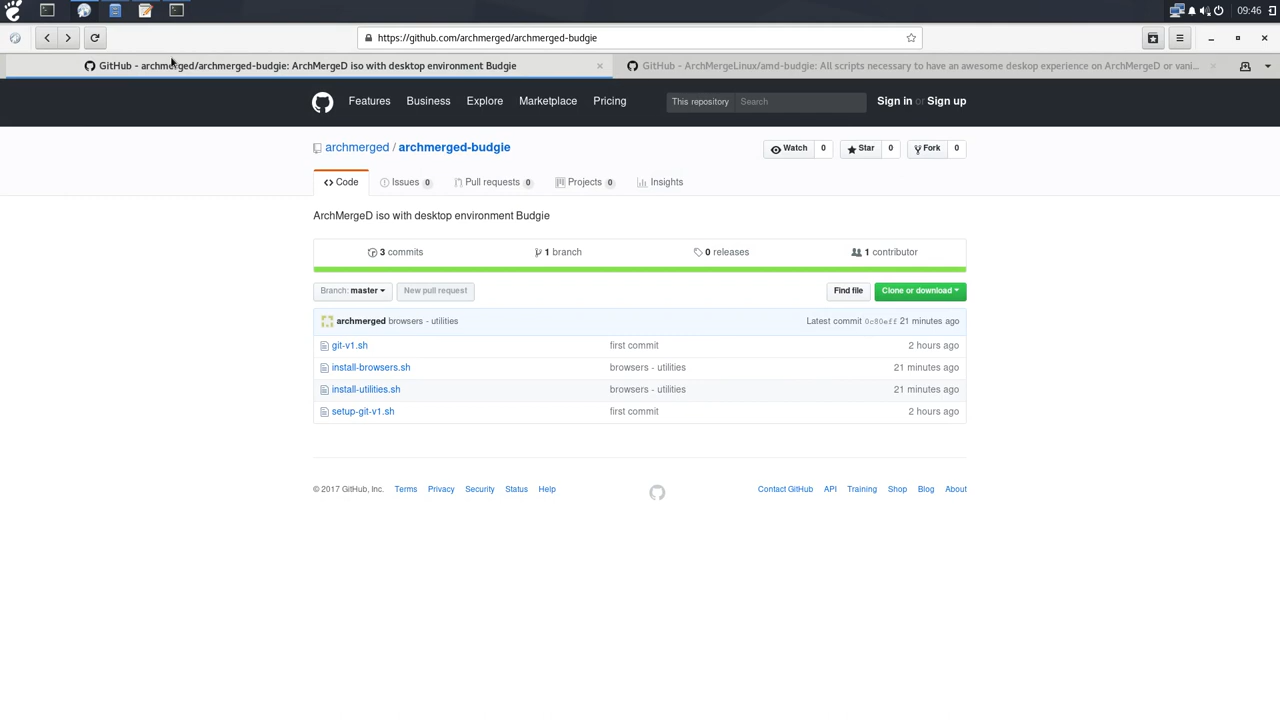 09:46
https://github.com/archmerged/archmerged-budgie
GitHub - archmerged/archmerged-budgie: ArchMergeD iso with desktop environment Budgie
GitHub - ArchMergeLinux/amd-budgie: All scripts necessary to have an awesome deskop experience on ArchMergeD or vani...
Features Business Explore Marketplace Pricing This repository Search Sign in or Sign up
archmerged / archmerged-budgie Watch 0 Star 0 Fork 0
Code Issues 0 Pull requests 0 Projects 0 Insights
ArchMergeD iso with desktop environment Budgie
3 commits 1 branch 0 releases 1 contributor
Branch: master New pull request Find file Clone or download
archmerged browsers - utilities Latest commit 0c80eff 21 minutes ago
git-v1.sh first commit 2 hours ago
install-browsers.sh browsers - utilities 21 minutes ago
install-utilities.sh browsers - utilities 21 minutes ago
setup-git-v1.sh first commit 2 hours ago
© 2017 GitHub, Inc. Terms Privacy Security Status Help Contact GitHub API Training Shop Blog About